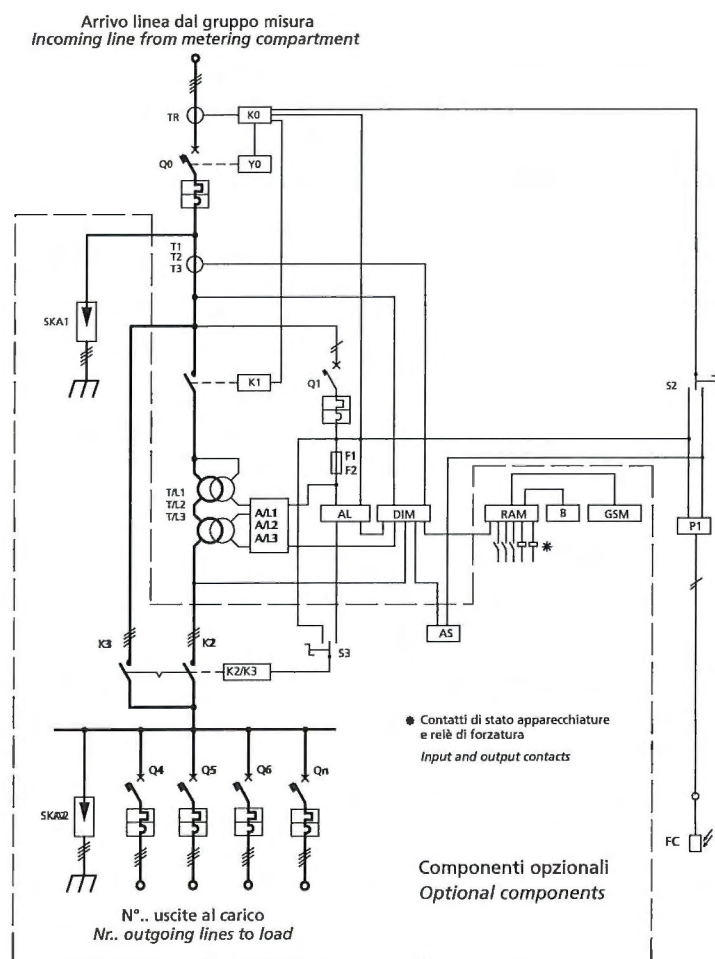 Arrivo linea dal gruppo misura
Incoming line from metering compartment
TR
K0
Q0
Y0
T1
T2
T3
SKA1
K1
Q1
S2
F1
F2
T/L1
T/L2
T/L3
A/L1
A/L2
A/L3
AL
DIM
RAM
B
GSM
P1
✱
AS
K3
K2
K2/K3
S3
✱ Contatti di stato apparecchiature
e relè di forzatura
Input and output contacts
Q4
Q5
Q6
Qn
FC
Componenti opzionali
Optional components
N°.. uscite al carico
Nr.. outgoing lines to load